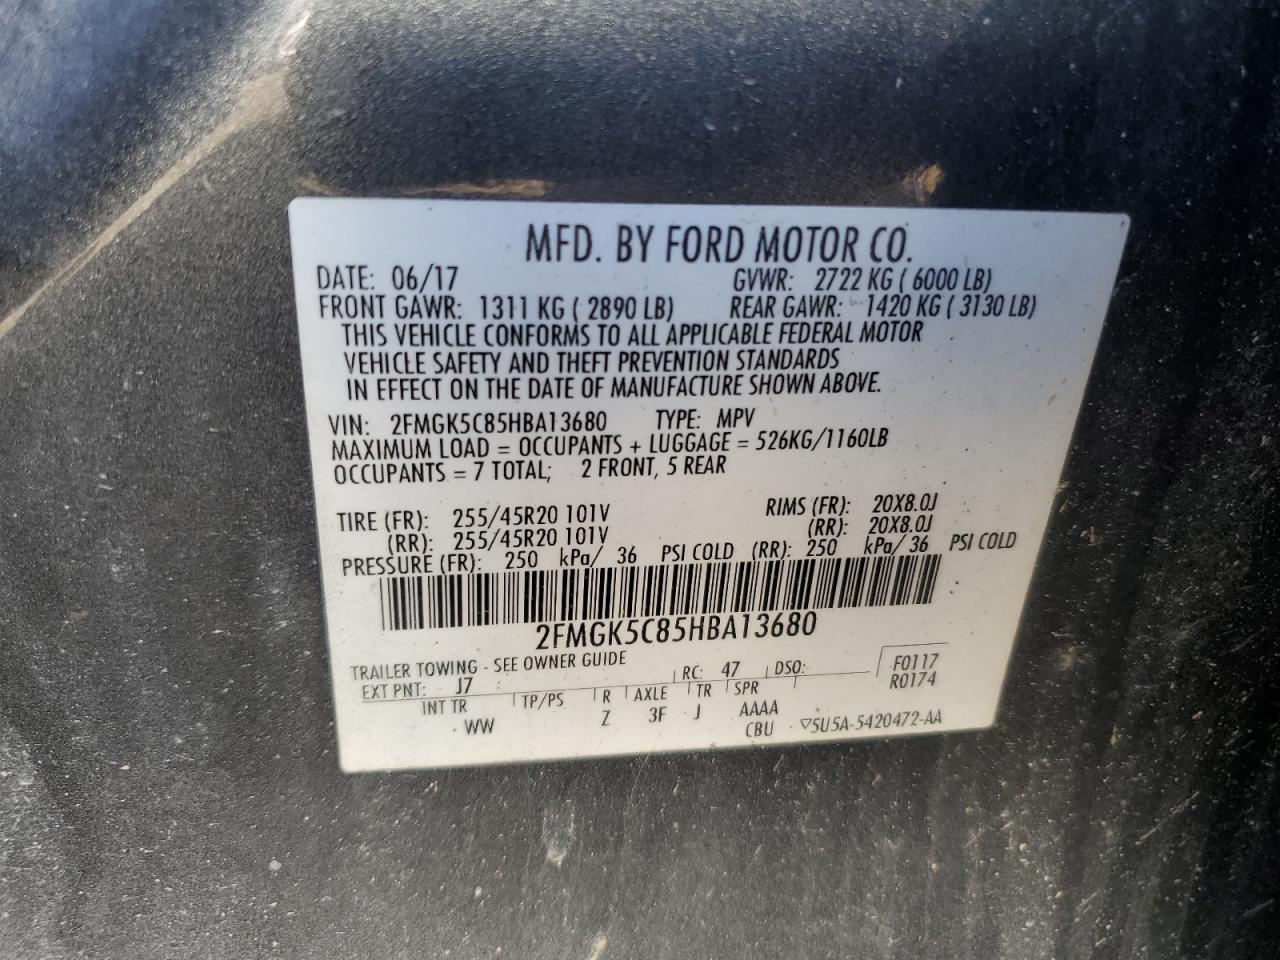 MFD. BY FORD MOTOR CO.
DATE: 06/17 GVWR: 2722 KG ( 6000 LB)
FRONT GAWR: 1311 KG ( 2890 LB) REAR GAWR: 1420 KG ( 3130 LB)
THIS VEHICLE CONFORMS TO ALL APPLICABLE FEDERAL MOTOR
VEHICLE SAFETY AND THEFT PREVENTION STANDARDS
IN EFFECT ON THE DATE OF MANUFACTURE SHOWN ABOVE.
VIN: 2FMGK5C85HBA13680 TYPE: MPV
MAXIMUM LOAD = OCCUPANTS + LUGGAGE = 526KG/1160LB
OCCUPANTS = 7 TOTAL; 2 FRONT, 5 REAR
TIRE (FR): 255/45R20 101V RIMS (FR): 20X8.0J
(RR): 255/45R20 101V (RR): 20X8.0J
PRESSURE (FR): 250 kPa/ 36 PSI COLD (RR): 250 kPa/ 36 PSI COLD
2FMGK5C85HBA13680
TRAILER TOWING - SEE OWNER GUIDE
EXT PNT: J7 RC: 47 DSO: F0117
R0174
INT TR TP/PS R AXLE TR SPR
WW Z 3F J AAAA
CBU ▽5U5A-5420472-AA